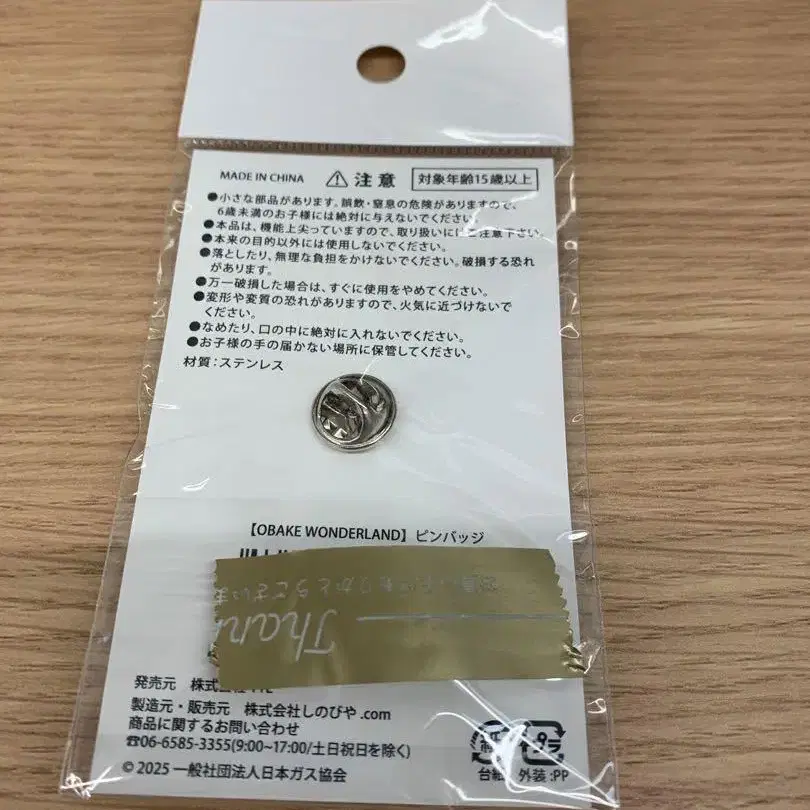 MADE IN CHINA
注意
対象年齢15歳以上
●小さな部品があります。誤飲・窒息の危険がありますので、
6歳未満のお子様には絶対に与えないでください。
●本品は、機能上尖っていますので、取り扱いにはご注意下さい。
●本来の目的以外には使用しないでください。
●落としたり、無理な負担をかけないでください。破損する恐れ
があります。
●万一破損した場合は、すぐに使用をやめてください。
●変形や変質の恐れがありますので、火気に近づけないで
ください。
●なめたり、口の中に絶対に入れないでください。
●お子様の手の届かない場所に保管してください。
材質：ステンレス
【OBAKE WONDERLAND】ピンバッジ
ありがとうございま
Than
発売元 株式会社
製造元・販売元 株式会社しのびや.com
商品に関するお問い合わせ
☎06-6585-3355(9:00~17:00/土日祝日を除く)
© 2025 一般社団法人日本ガス協会
紙
プラ
台紙
外装:PP